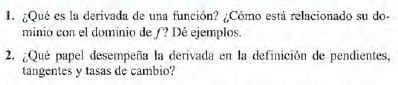 1. ¿Qué es la derivada de una función? ¿Cómo está relacionado su do-
minio con el dominio de f? Dé ejemplos.
2. ¿Qué papel desempeña la derivada en la definición de pendientes,
tangentes y tasas de cambio?